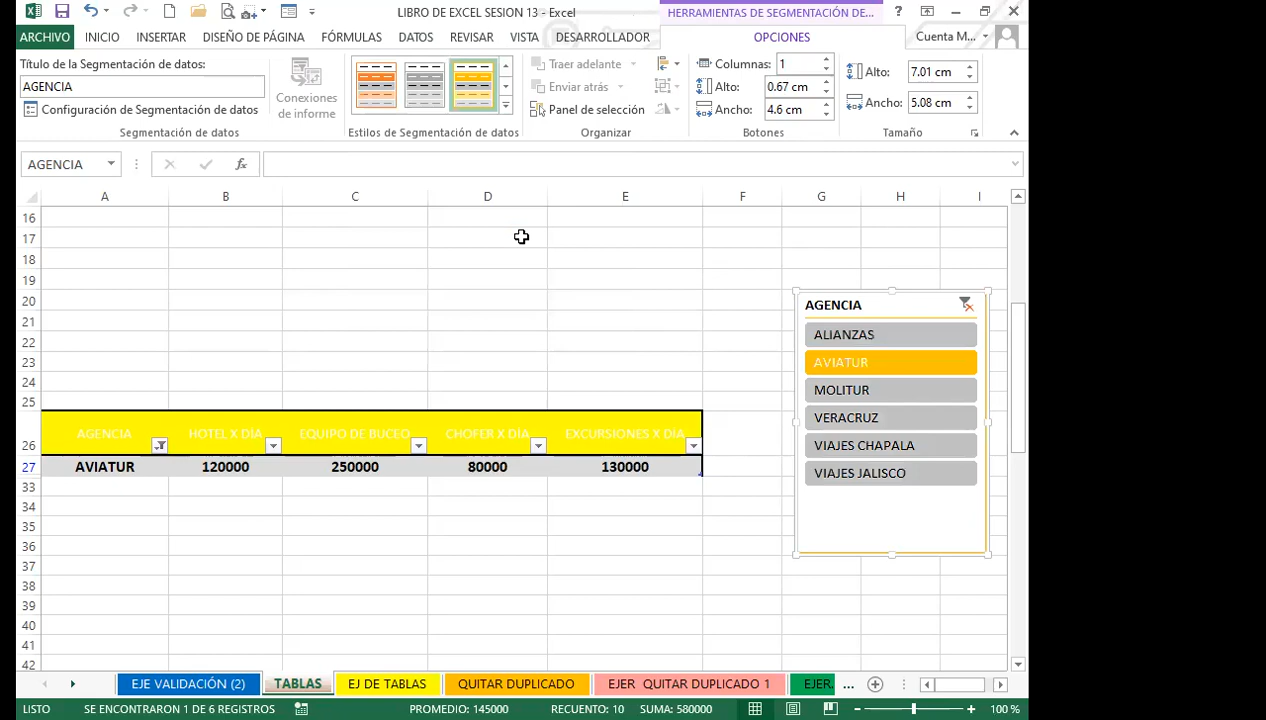 LIBRO DE EXCEL SESION 13 - Excel
HERRAMIENTAS DE SEGMENTACIÓN DE...
?
ARCHIVO INICIO INSERTAR DISEÑO DE PÁGINA FÓRMULAS DATOS REVISAR VISTA DESARROLLADOR OPCIONES Cuenta M...
Título de la Segmentación de datos:
AGENCIA
Configuración de Segmentación de datos
Segmentación de datos
Conexiones
de informe
Estilos de Segmentación de datos
Traer adelante
Enviar atrás
Panel de selección
Organizar
Columnas: 1
Alto: 0.67 cm
Ancho: 4.6 cm
Botones
Alto: 7.01 cm
Ancho: 5.08 cm
Tamaño
AGENCIA fx
A B C D E F G H I
16
17
18
19
20
21
22
23
24
25
26 AGENCIA HOTEL X DIA EQUIPO DE BUCEO CHOFER X DIA EXCURSIONES X DIA
27 AVIATUR 120000 250000 80000 130000
33
34
35
36
37
38
39
40
41
42
AGENCIA
ALIANZAS
AVIATUR
MOLITUR
VERACRUZ
VIAJES CHAPALA
VIAJES JALISCO
EJE VALIDACIÓN (2) TABLAS EJ DE TABLAS QUITAR DUPLICADO EJER QUITAR DUPLICADO 1 EJER. ...
LISTO SE ENCONTRARON 1 DE 6 REGISTROS PROMEDIO: 145000 RECUENTO: 10 SUMA: 580000 100 %